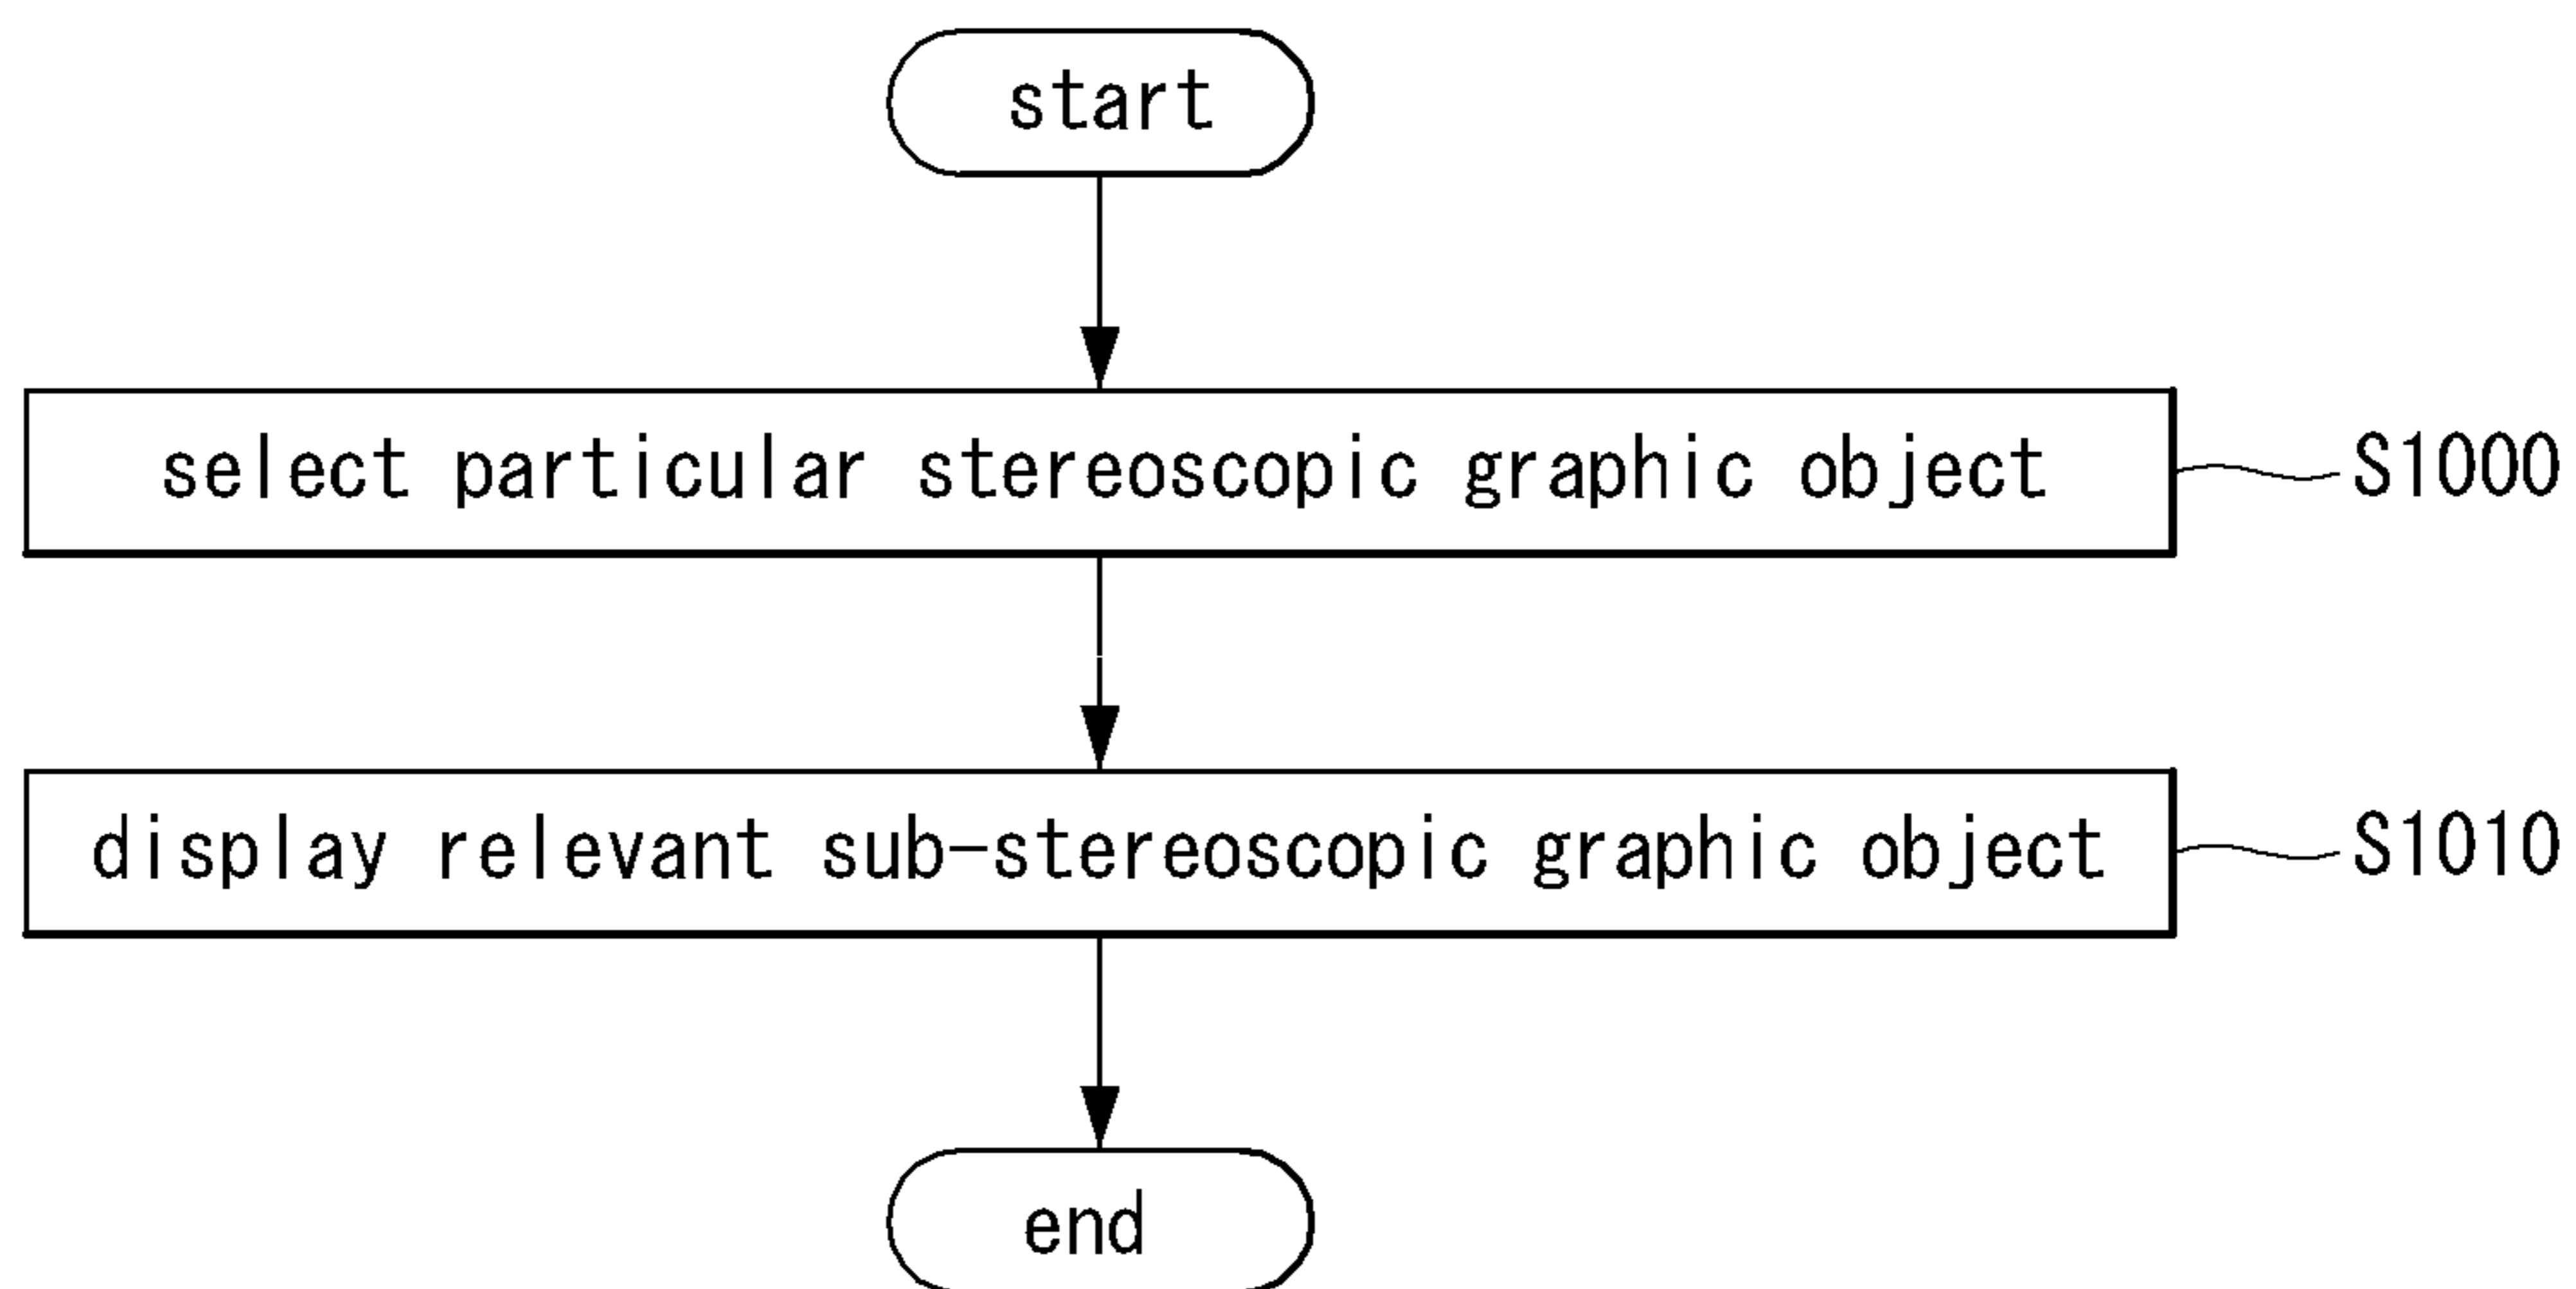 start
select particular stereoscopic graphic object
S1000
display relevant sub-stereoscopic graphic object
S1010
end